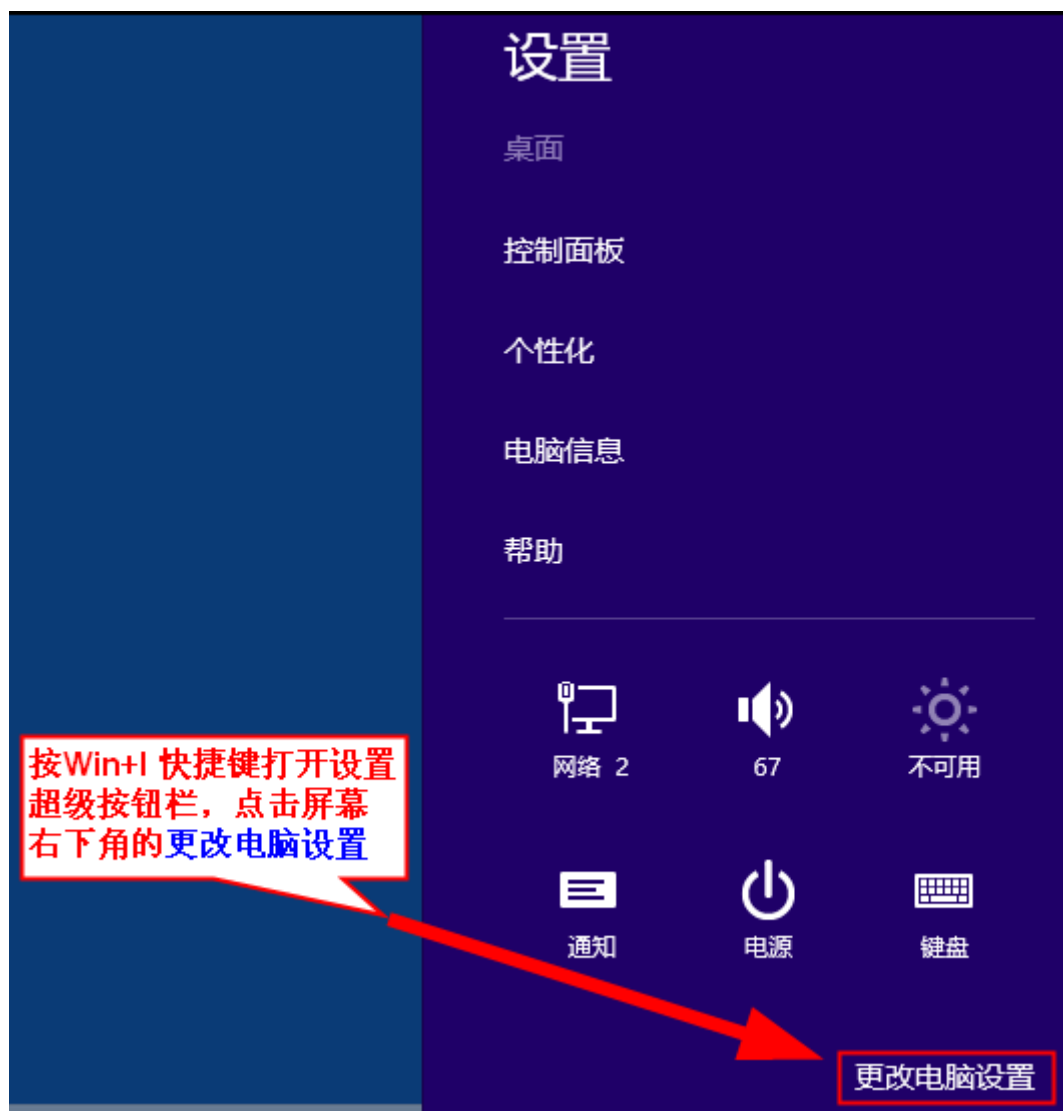 设置
桌面
控制面板
个性化
电脑信息
帮助
网络 2
67
不可用
按Win+I 快捷键打开设置
超级按钮栏，点击屏幕
右下角的更改电脑设置
通知
电源
键盘
更改电脑设置